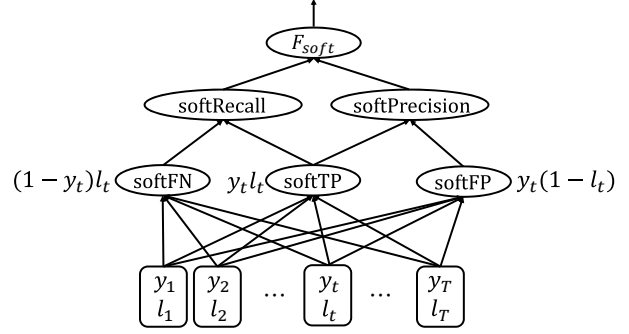 F_soft
softRecall softPrecision
(1 − y_t)l_t softFN y_t l_t softTP softFP y_t(1 − l_t)
y_1 y_2 y_t y_T
l_1 l_2 ... l_t ... l_T